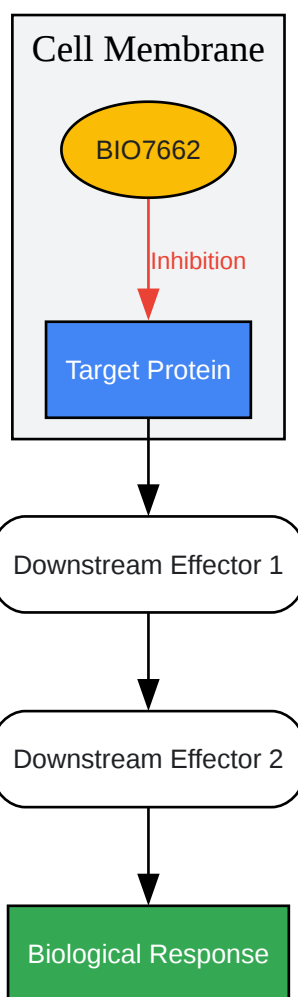 Cell Membrane
BIO7662
Inhibition
Target Protein
Downstream Effector 1
Downstream Effector 2
Biological Response